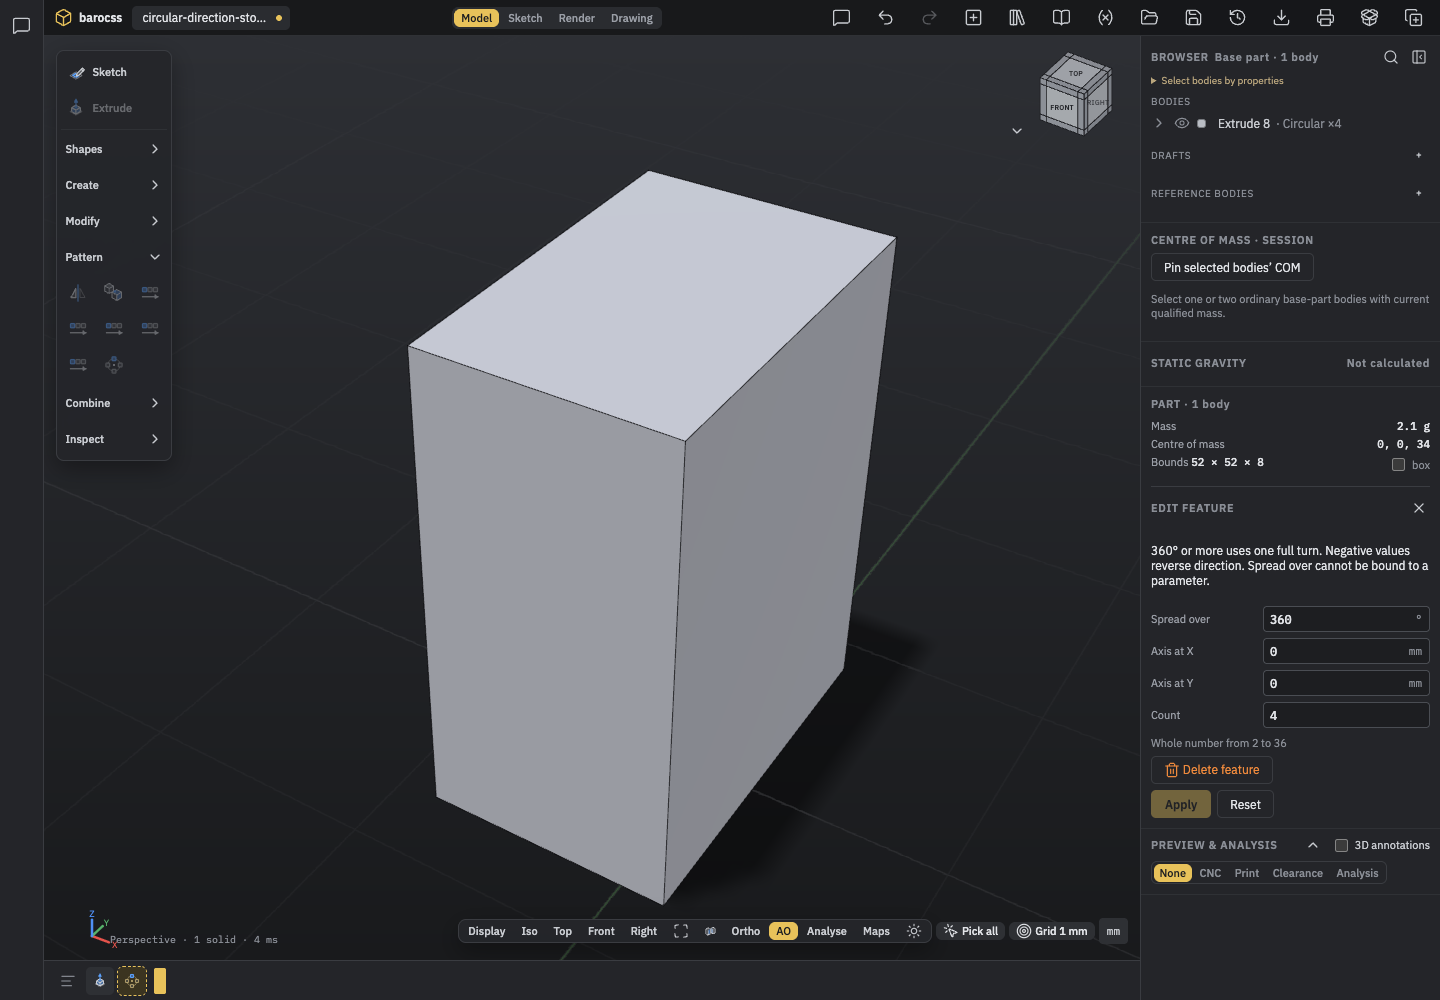 barocss
circular-direction-sto...
Model
Sketch
Render
Drawing
Sketch
Extrude
Shapes
Create
Modify
Pattern
Combine
Inspect
TOP
FRONT
RIGHT
BROWSER Base part · 1 body
Select bodies by properties
BODIES
Extrude 8 · Circular ×4
DRAFTS
REFERENCE BODIES
CENTRE OF MASS · SESSION
Pin selected bodies’ COM
Select one or two ordinary base-part bodies with current
qualified mass.
STATIC GRAVITY Not calculated
PART · 1 body
Mass 2.1 g
Centre of mass 0, 0, 34
Bounds 52 × 52 × 8 box
EDIT FEATURE
360° or more uses one full turn. Negative values
reverse direction. Spread over cannot be bound to a
parameter.
Spread over 360 °
Axis at X 0 mm
Axis at Y 0 mm
Count 4
Whole number from 2 to 36
Delete feature
Apply Reset
PREVIEW & ANALYSIS 3D annotations
None CNC Print Clearance Analysis
Z
Y
X
Perspective · 1 solid · 4 ms
Display Iso Top Front Right Ortho AO Analyse Maps Pick all Grid 1 mm mm